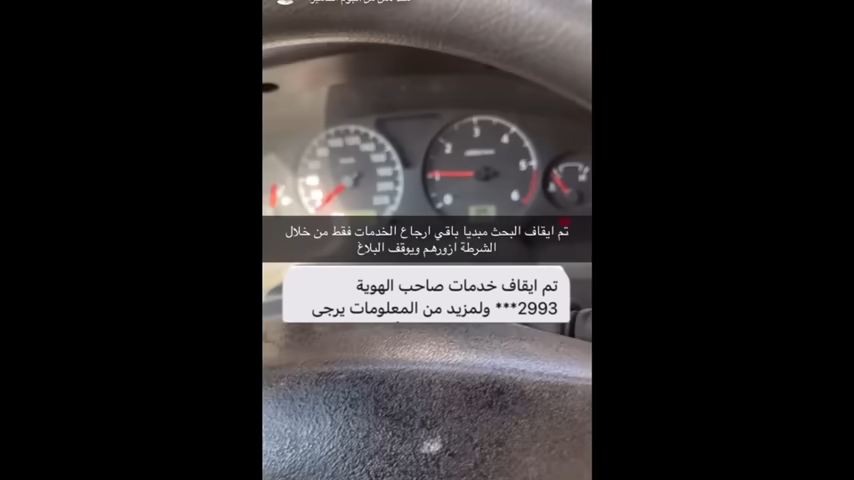 تم ايقاف البحث مبديا باقي ارجاع الخدمات فقط من خلال
الشرطة ازورهم ويوقف البلاغ
تم ايقاف خدمات صاحب الهوية
2993*** ولمزيد من المعلومات يرجى